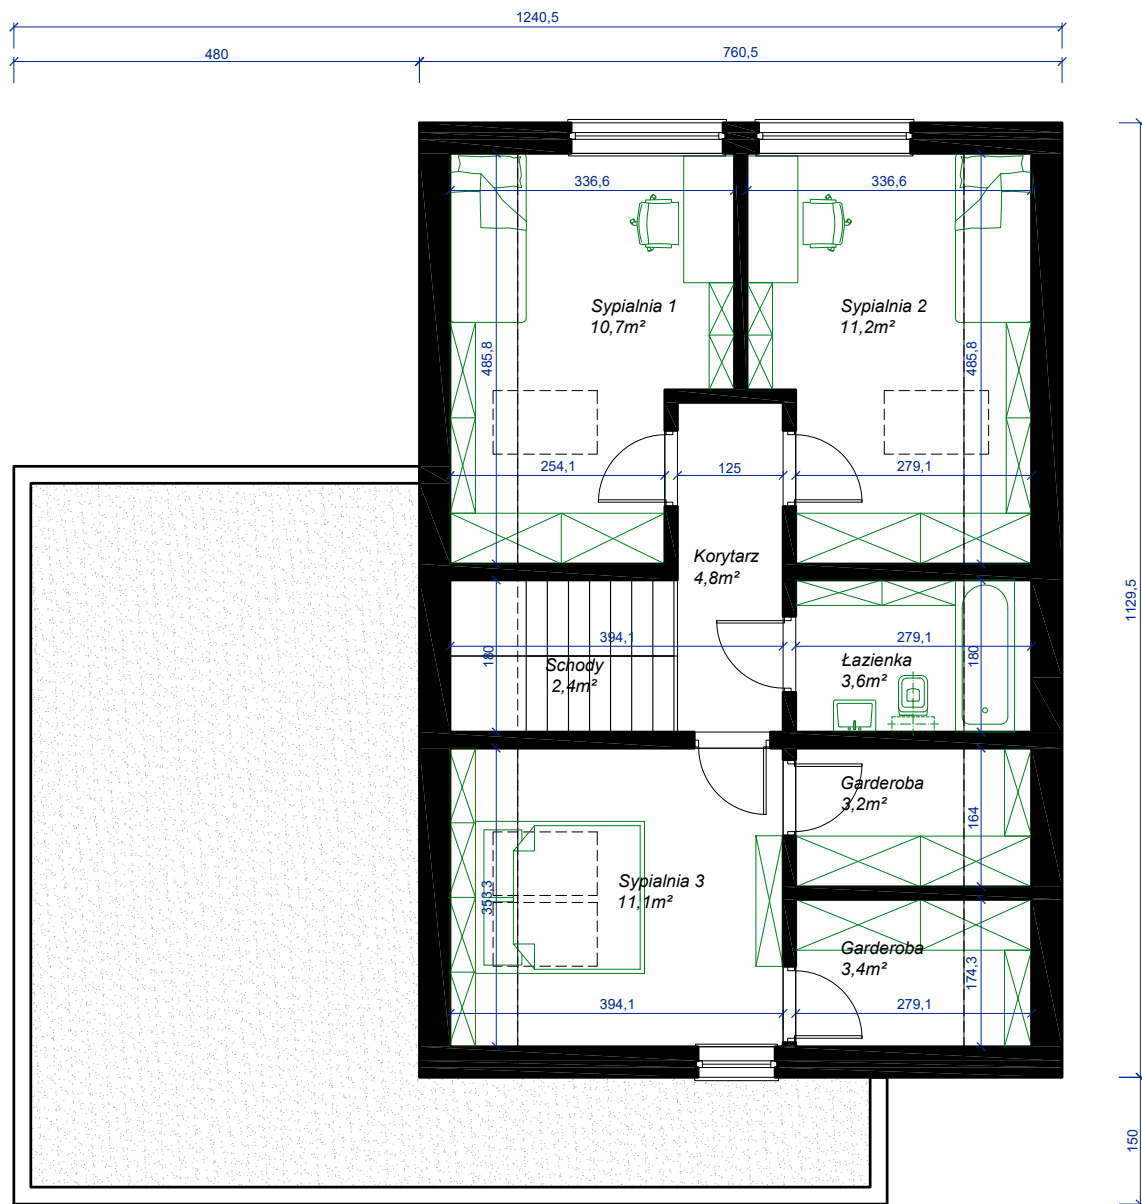 1240,5
480
760,5
336,6
336,6
Sypialnia 1
10,7m²
Sypialnia 2
11,2m²
485,8
485,8
254,1
125
279,1
Korytarz
4,8m²
1129,5
394,1
279,1
180
Schody
2,4m²
Łazienka
3,6m²
180
Garderoba
3,2m²
164
Sypialnia 3
11,1m²
353,3
Garderoba
3,4m²
174,3
394,1
279,1
150